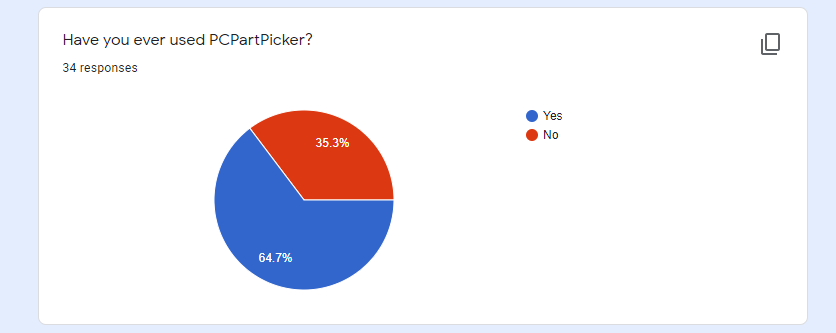 Have you ever used PCPartPicker?
34 responses
Yes
No
35.3%
64.7%